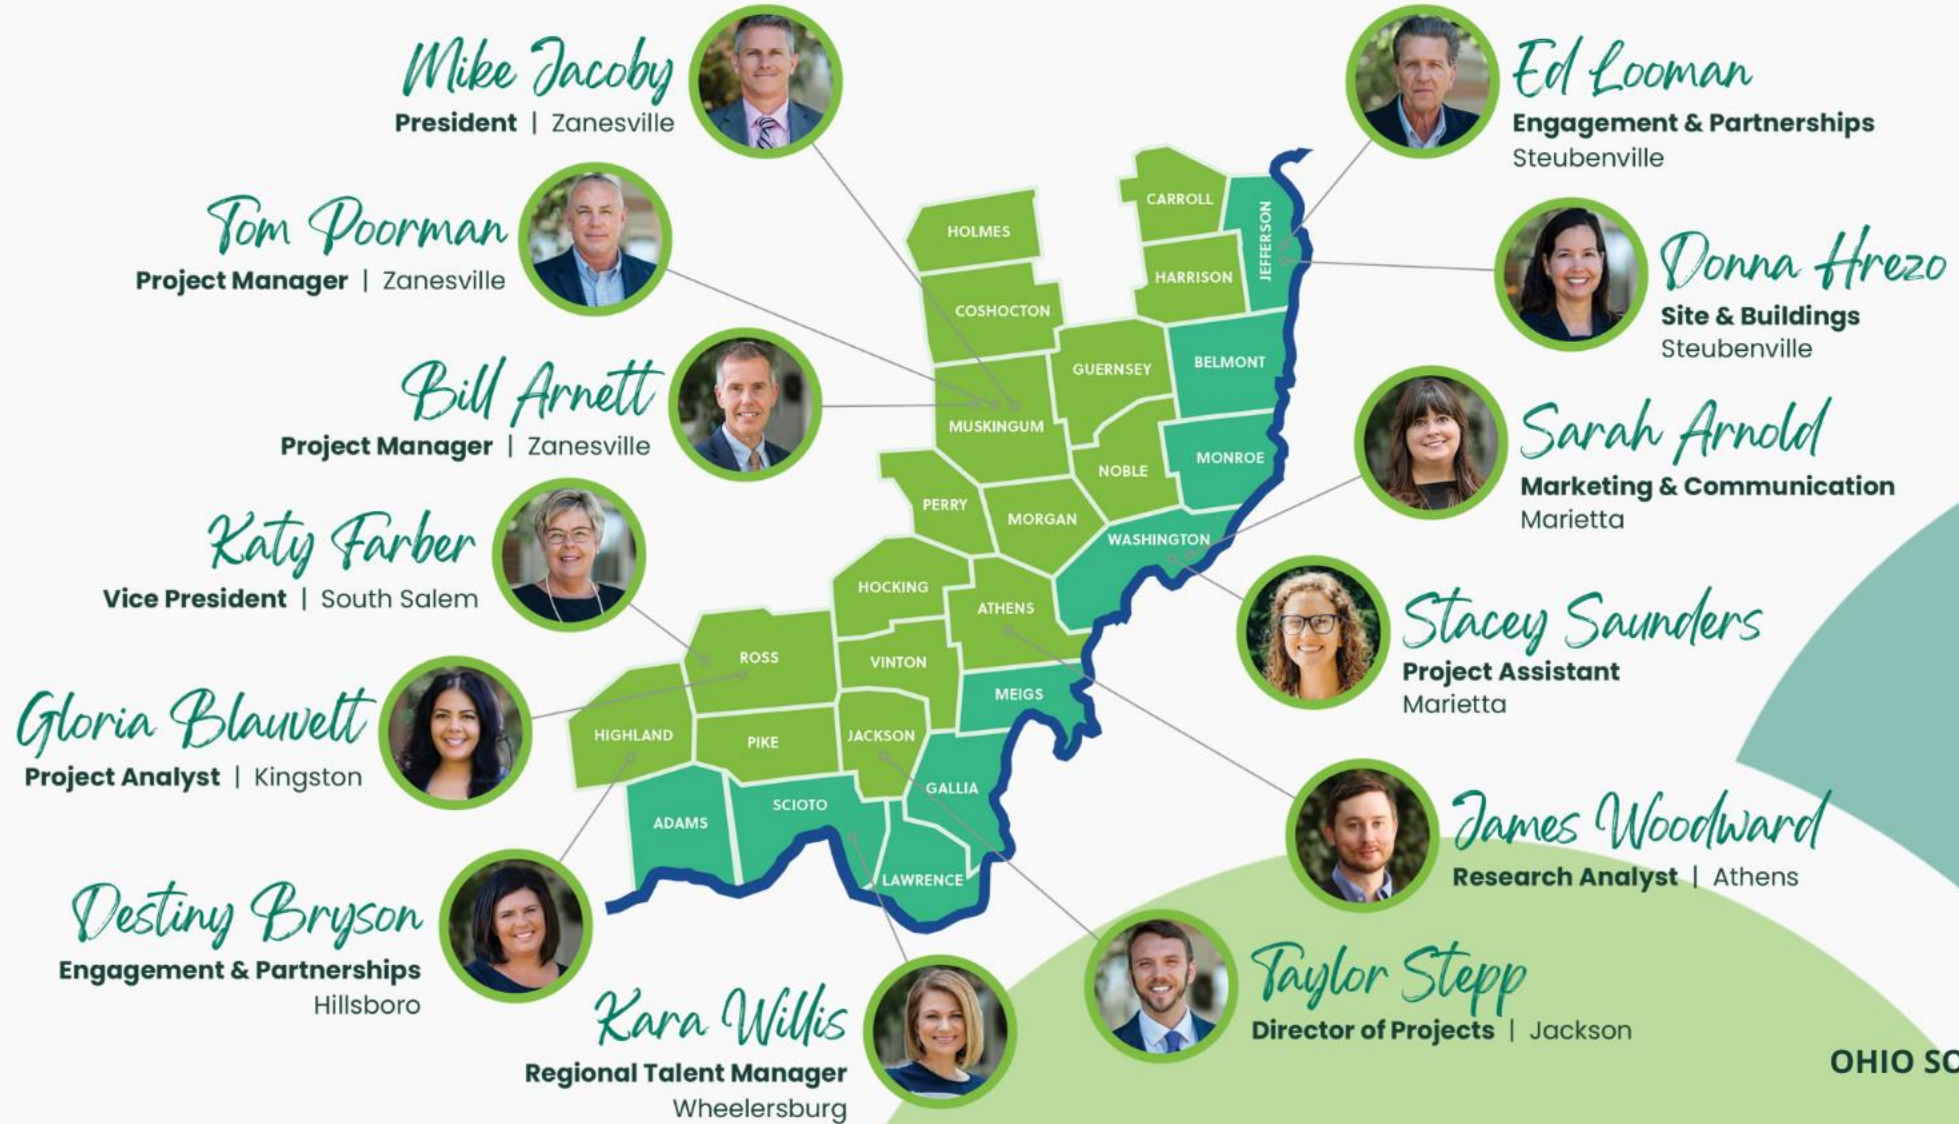 Mike Jacoby
President | Zanesville
Tom Poorman
Project Manager | Zanesville
Bill Arnett
Project Manager | Zanesville
Katy Farber
Vice President | South Salem
Gloria Blauvelt
Project Analyst | Kingston
Destiny Bryson
Engagement & Partnerships
Hillsboro
Kara Willis
Regional Talent Manager
Wheelersburg
HOLMES
CARROLL
JEFFERSON
HARRISON
COSHOCTON
GUERNSEY
BELMONT
MUSKINGUM
NOBLE
MONROE
PERRY
MORGAN
WASHINGTON
HOCKING
ATHENS
ROSS
VINTON
MEIGS
HIGHLAND
PIKE
JACKSON
GALLIA
ADAMS
SCIOTO
LAWRENCE
Ed Looman
Engagement & Partnerships
Steubenville
Donna Hrezo
Site & Buildings
Steubenville
Sarah Arnold
Marketing & Communication
Marietta
Stacey Saunders
Project Assistant
Marietta
James Woodward
Research Analyst | Athens
Taylor Stepp
Director of Projects | Jackson
OHIO SO